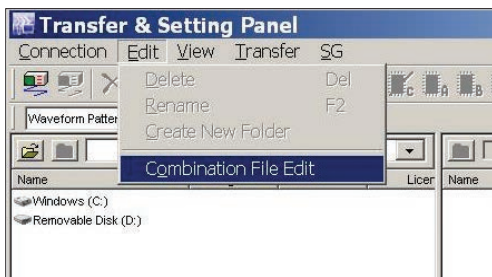 Transfer & Setting Panel
Connection Edit View Transfer SG
Delete Del
Rename F2
Create New Folder
Combination File Edit
Waveform Patter
Name Licer Name
Windows (C:)
Removable Disk (D:)